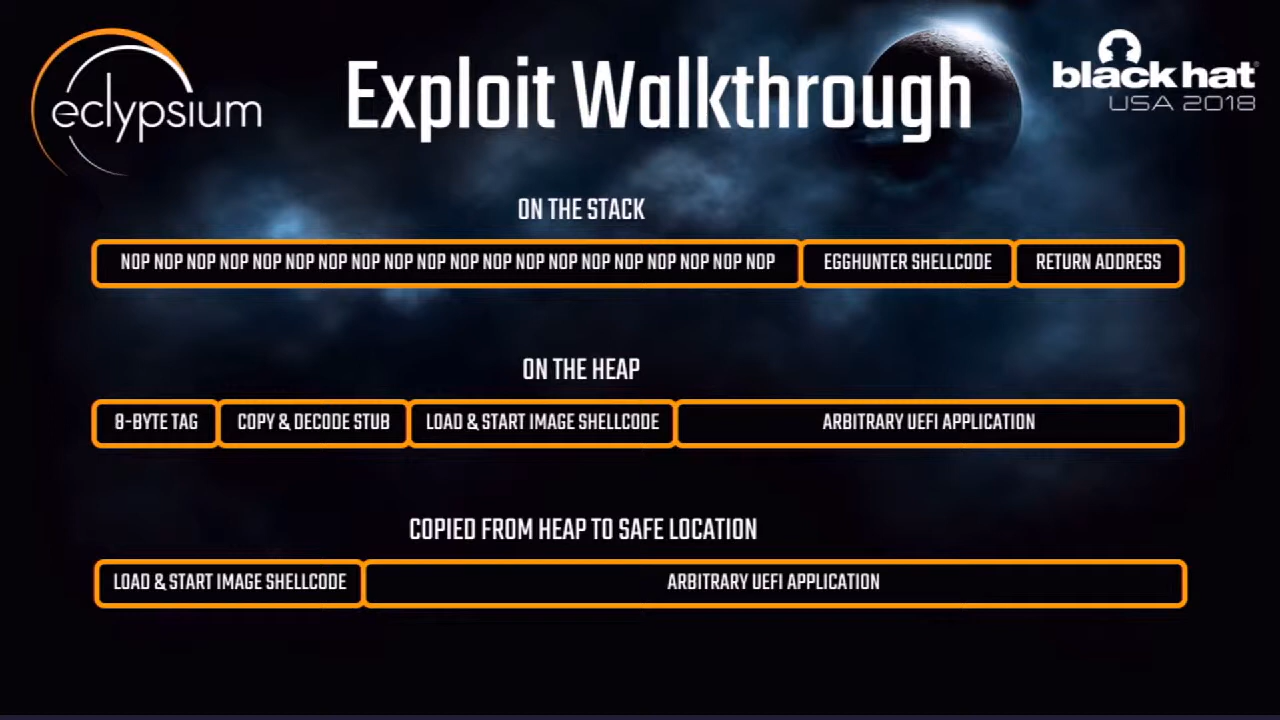 eclypsium
Exploit Walkthrough
black hat
USA 2018
ON THE STACK
NOP NOP NOP NOP NOP NOP NOP NOP NOP NOP NOP NOP NOP NOP NOP NOP NOP NOP NOP NOP
EGGHUNTER SHELLCODE
RETURN ADDRESS
ON THE HEAP
8-BYTE TAG
COPY & DECODE STUB
LOAD & START IMAGE SHELLCODE
ARBITRARY UEFI APPLICATION
COPIED FROM HEAP TO SAFE LOCATION
LOAD & START IMAGE SHELLCODE
ARBITRARY UEFI APPLICATION